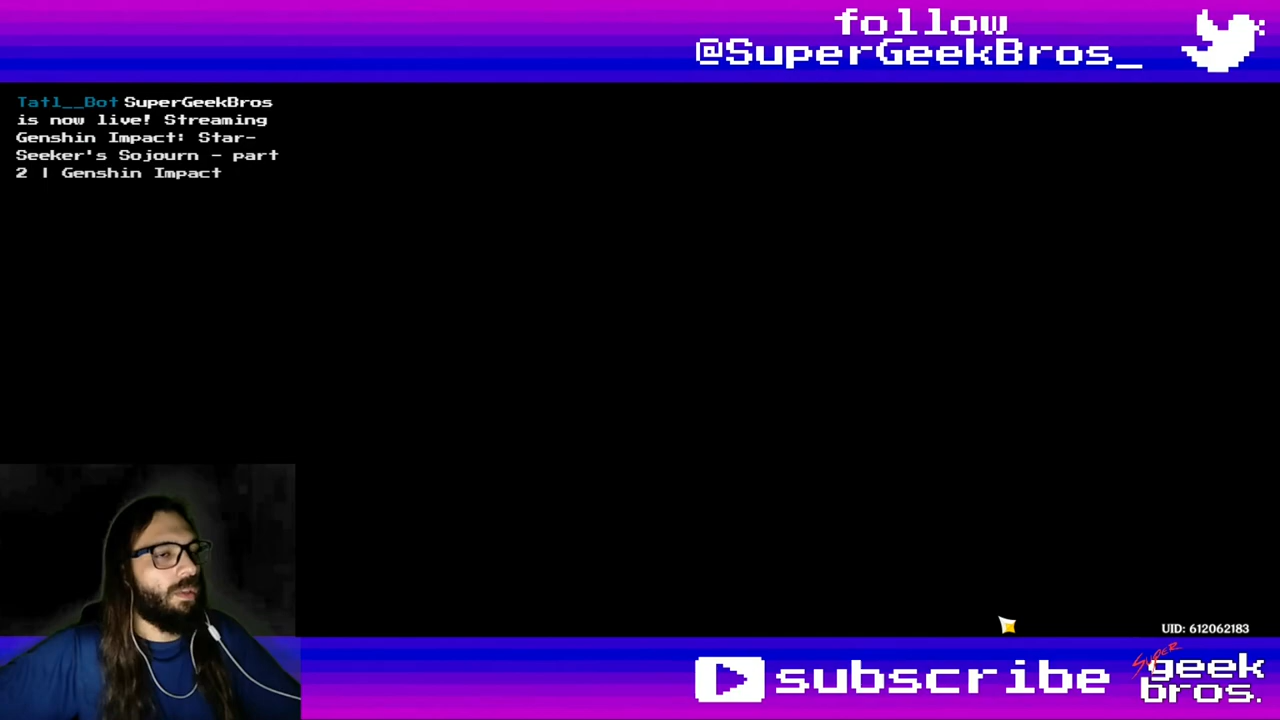 follow
@SuperGeekBros_
Tatl__Bot SuperGeekBros
is now live! Streaming
Genshin Impact: Star-
Seeker's Sojourn - part
2 | Genshin Impact
UID: 612062183
subscribe
SUPER
geek
bros.